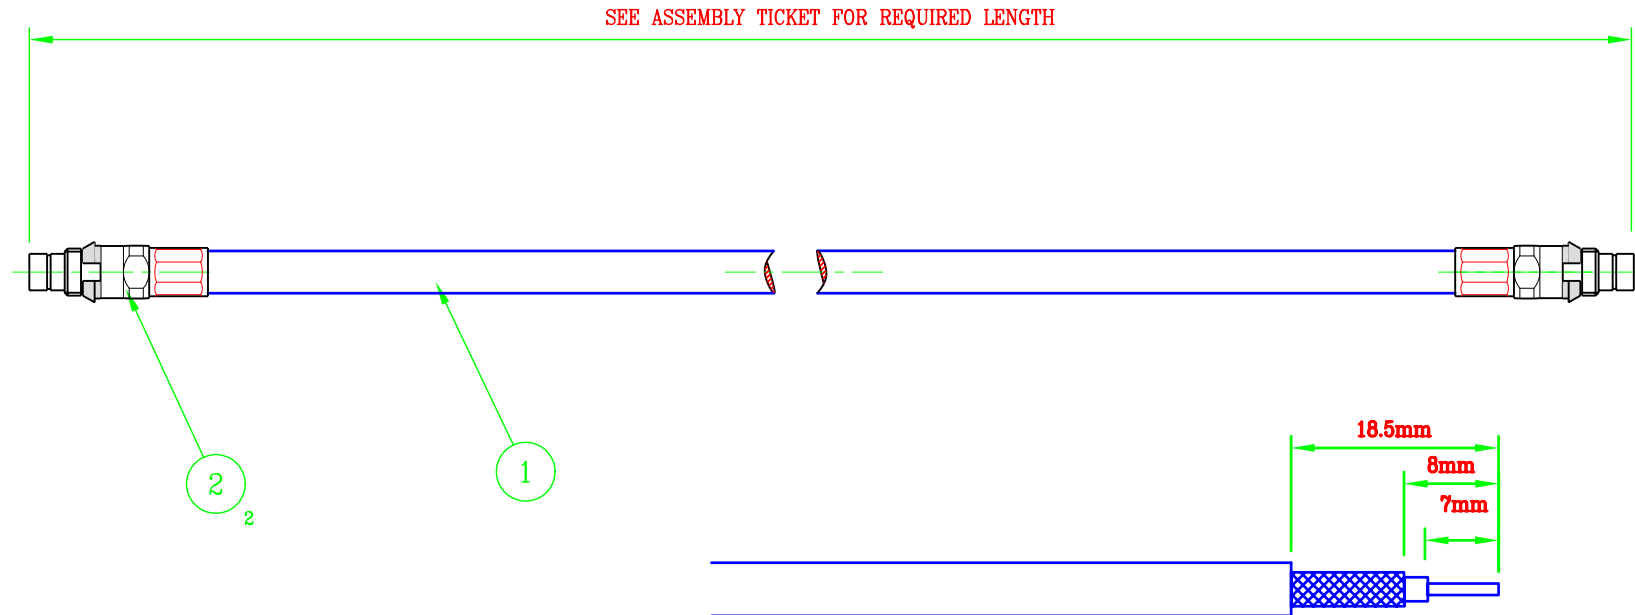 SEE ASSEMBLY TICKET FOR REQUIRED LENGTH
18.5mm
8mm
7mm
2
1
2